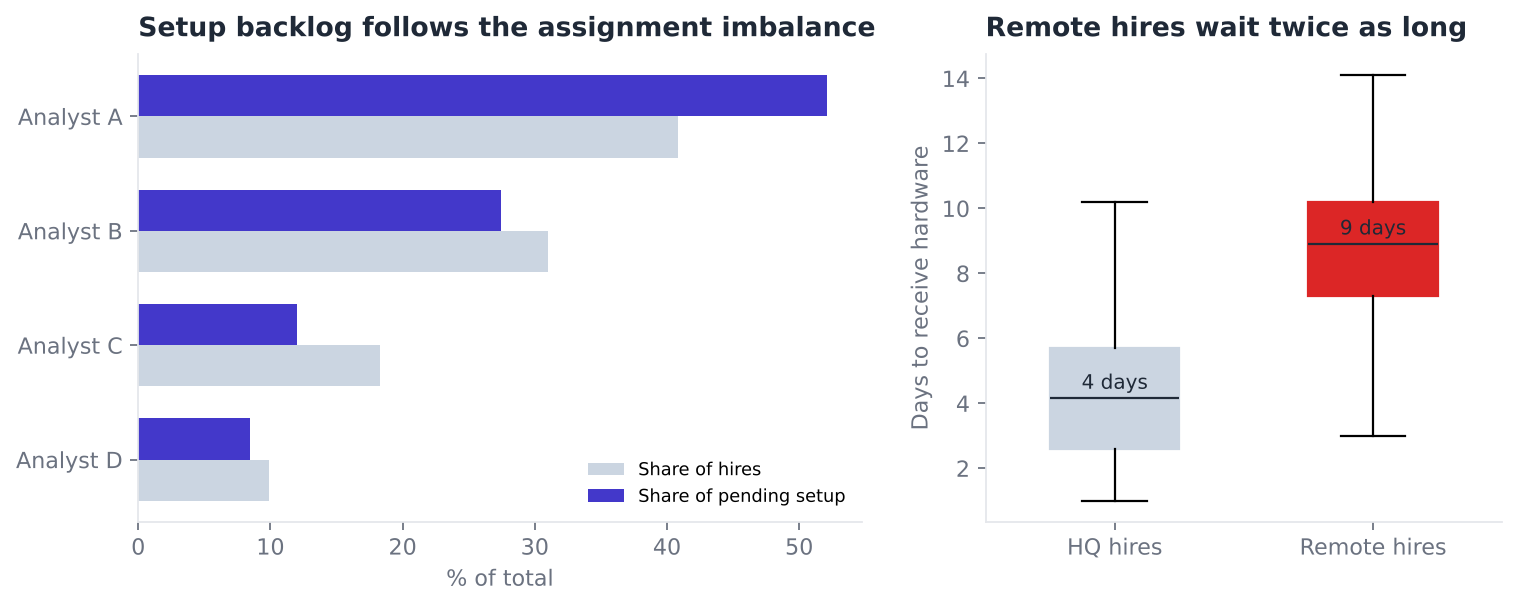 Setup backlog follows the assignment imbalance
Analyst A
Analyst B
Analyst C
Analyst D
Share of hires
Share of pending setup
0 10 20 30 40 50
% of total
Remote hires wait twice as long
Days to receive hardware
14
12
10
8
6
4
2
9 days
4 days
HQ hires Remote hires